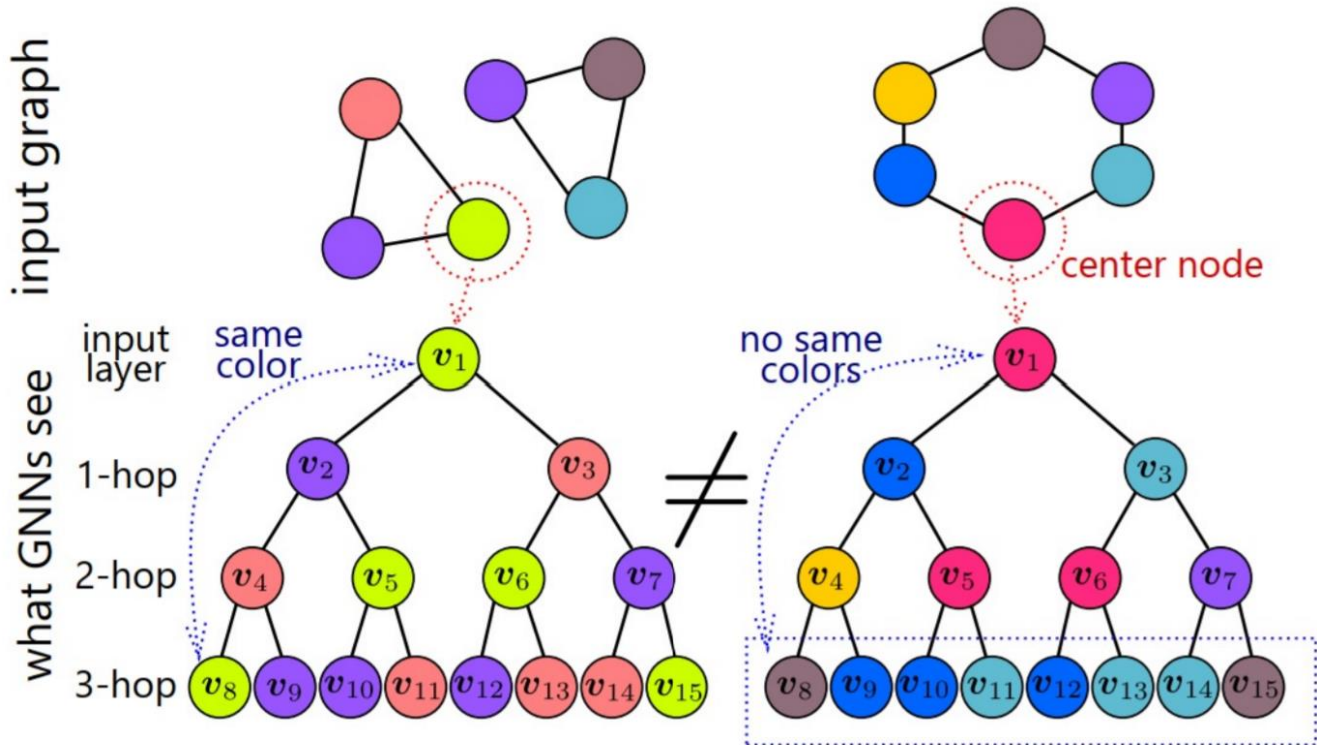 input graph
center node
what GNNs see
input
layer
same
color
no same
colors
v1
v1
1-hop
v2
v3
≠
v2
v3
2-hop
v4
v5
v6
v7
v4
v5
v6
v7
3-hop
v8
v9
v10
v11
v12
v13
v14
v15
v8
v9
v10
v11
v12
v13
v14
v15